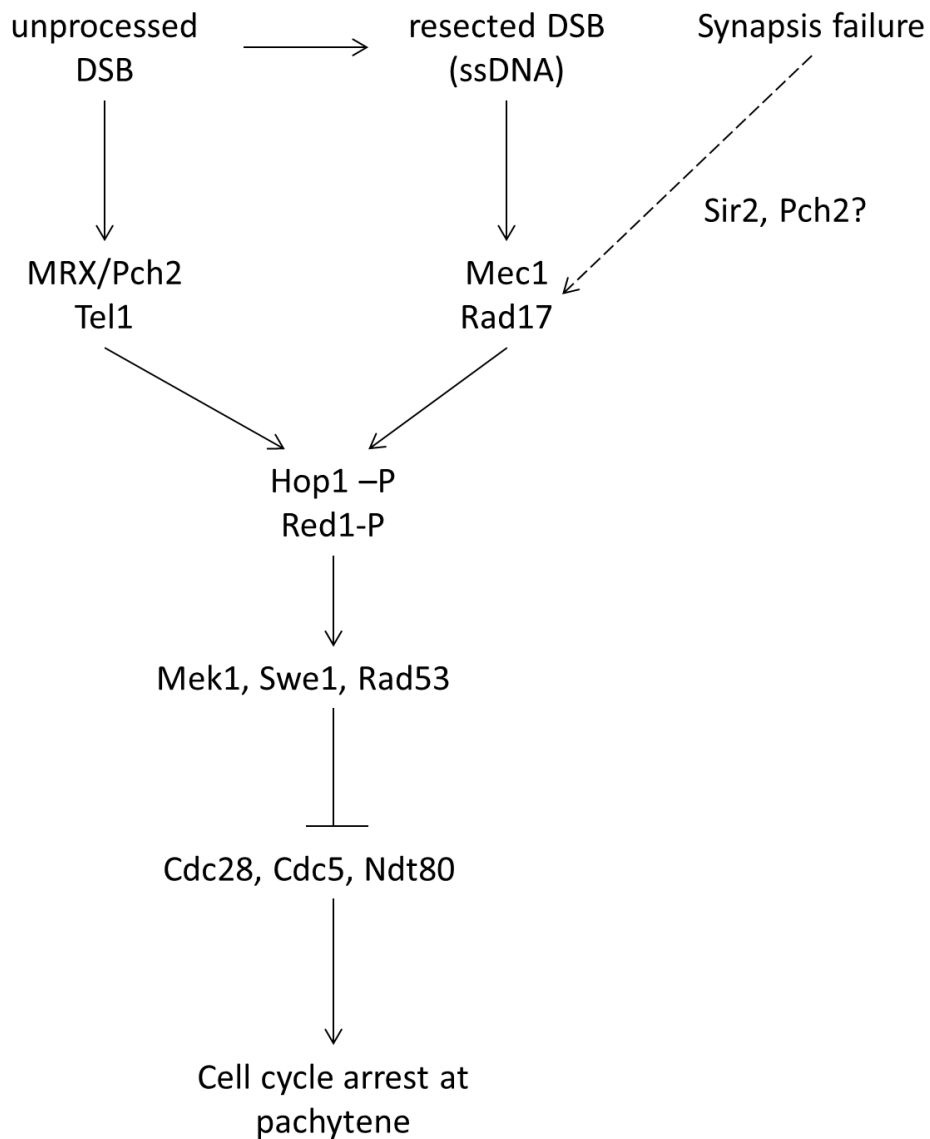 unprocessed
DSB
resected DSB
(ssDNA)
Synapsis failure
Sir2, Pch2?
MRX/Pch2
Tel1
Mec1
Rad17
Hop1 –P
Red1-P
Mek1, Swe1, Rad53
Cdc28, Cdc5, Ndt80
Cell cycle arrest at
pachytene